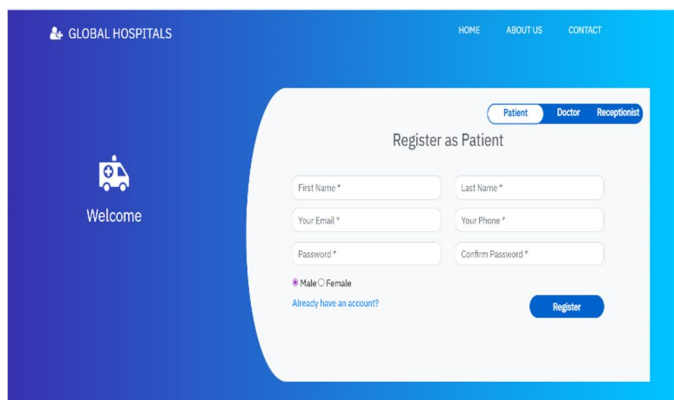 GLOBAL HOSPITALS
HOME ABOUT US CONTACT
Patient Doctor Receptionist
Register as Patient
Welcome
First Name * Last Name *
Your Email * Your Phone *
Password * Confirm Password *
Male Female
Already have an account?
Register